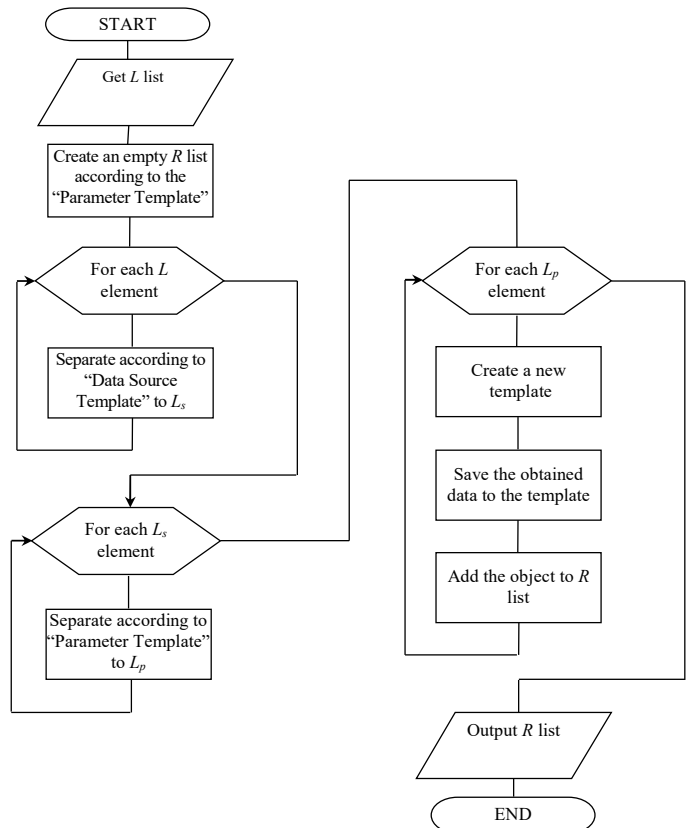 START
Get L list
Create an empty R list
according to the
“Parameter Template”
For each L
element
Separate according to
“Data Source
Template” to Ls
For each Ls
element
Separate according to
“Parameter Template”
to Lp
For each Lp
element
Create a new
template
Save the obtained
data to the template
Add the object to R
list
Output R list
END